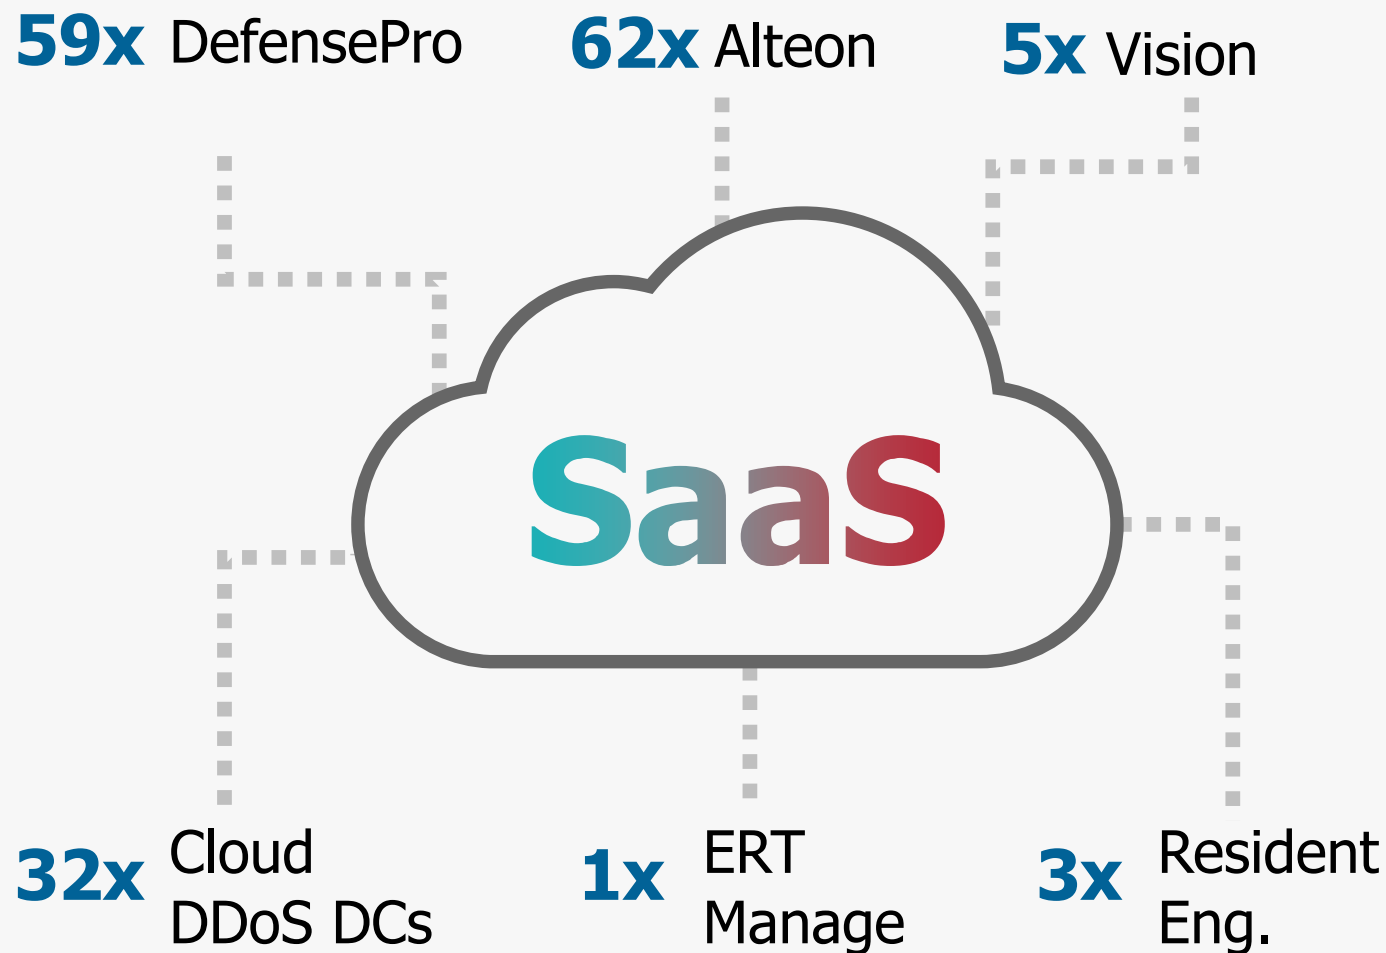 59x DefensePro
62x Alteon
5x Vision
SaaS
32x Cloud
DDoS DCs
1x ERT
Manage
3x Resident
Eng.